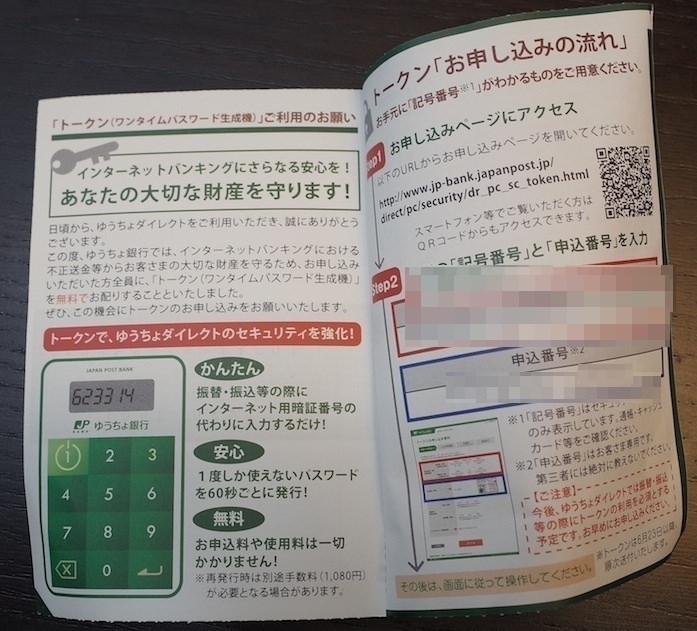 「トークン(ワンタイムパスワード生成機)」ご利用のお願い
インターネットバンキングにさらなる安心を！
あなたの大切な財産を守ります！
日頃から、ゆうちょダイレクトをご利用いただき、誠にありがとう
ございます。
この度、ゆうちょ銀行では、インターネットバンキングにおける
不正送金等からお客さまの大切な財産を守るため、お申し込み
いただいた方全員に、「トークン(ワンタイムパスワード生成機)」
を無料でお配りすることといたしました。
ぜひ、この機会にトークンのお申し込みをお願いいたします。
トークンで、ゆうちょダイレクトのセキュリティを強化！
JAPAN POST BANK
623314
JP BANK ゆうちょ銀行
1 2 3
4 5 6
7 8 9
0
かんたん
振替・振込等の際に
インターネット用暗証番号の
代わりに入力するだけ！
安心
１度しか使えないパスワード
を60秒ごとに発行！
無料
お申込料や使用料は一切
かかりません！
※再発行時は別途手数料(1,080円)
が必要となる場合があります。
トークン「お申し込みの流れ」
お手元に「記号番号※1」がわかるものをご用意ください。
Step1
お申し込みページにアクセス
以下のURLからお申し込みページを開いてください。
http://www.jp-bank.japanpost.jp/
direct/pc/security/dr_pc_sc_token.html
スマートフォン等でご覧いただく方は
ＱＲコードからもアクセスできます。
Step2
の「記号番号」と「申込番号」を入力
申込番号※2
※1「記号番号」はセキュリティ
のみ表示しています。通帳・キャッシュ
カード等をご確認ください。
※2「申込番号」はお客さま専用です。
第三者には絶対に教えないでください。
【ご注意】
今後、ゆうちょダイレクトでは振替・振込
等の際にトークンの利用を必須とする
予定です。お早めにお申し込みください。
その後は、画面に従って操作してください。
※トークンは6月23日以降、
順次送付いたします。